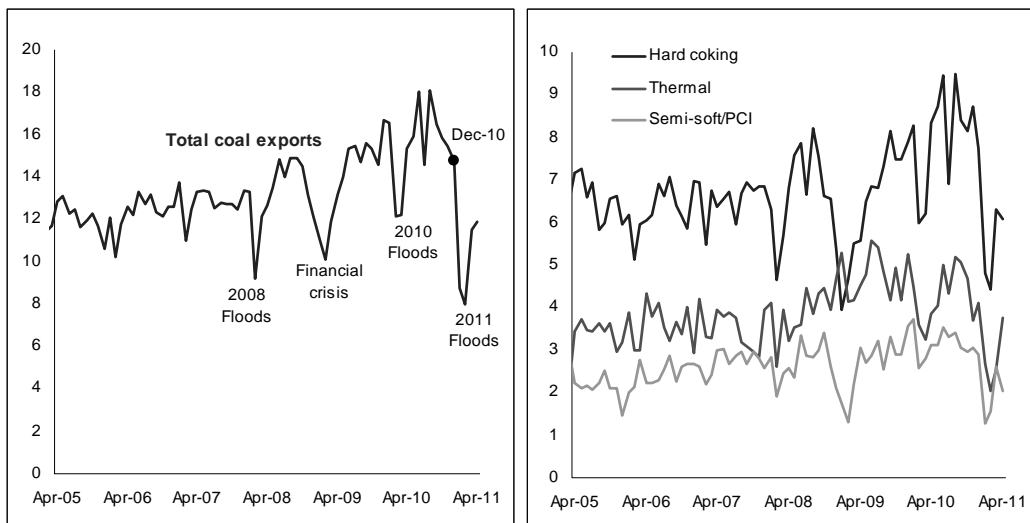 20
18
16
14
12
10
8
6
4
2
0
Total coal exports
Dec-10
2008
Floods
Financial
crisis
2010
Floods
2011
Floods
Apr-05 Apr-06 Apr-07 Apr-08 Apr-09 Apr-10 Apr-11
10
9
8
7
6
5
4
3
2
1
0
Hard coking
Thermal
Semi-soft/PCI
Apr-05 Apr-06 Apr-07 Apr-08 Apr-09 Apr-10 Apr-11